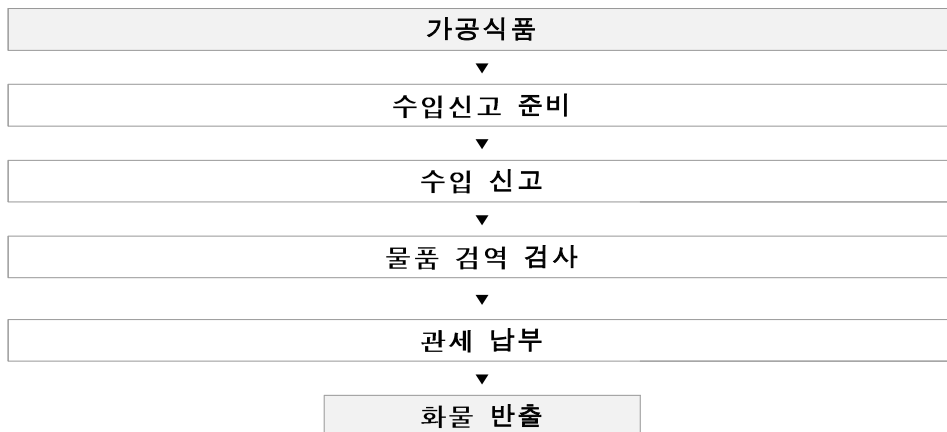 가공식품
수입신고 준비
수입 신고
물품 검역 검사
관세 납부
화물 반출